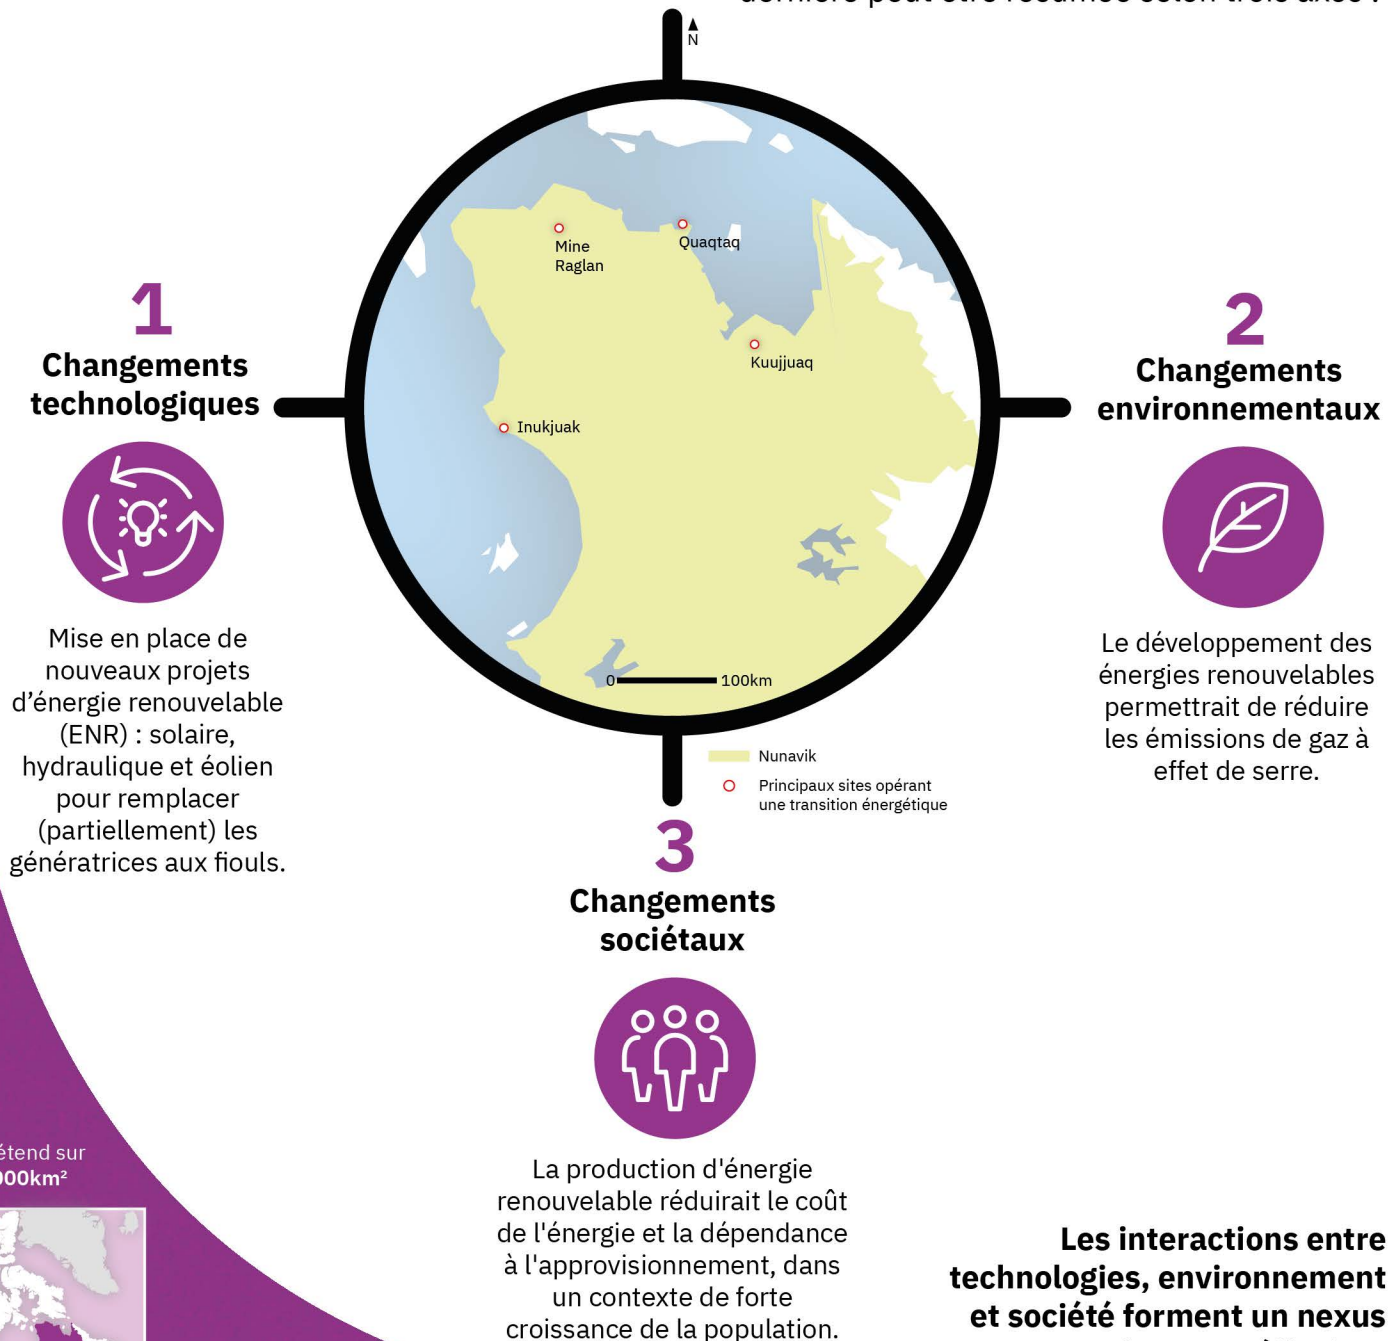 N
Mine
Raglan
Quaqtaq
Kuujjuaq
Inukjuak
0
100km
Nunavik
Principaux sites opérant
une transition énergétique
1
Changements
technologiques
Mise en place de
nouveaux projets
d’énergie renouvelable
(ENR) : solaire,
hydraulique et éolien
pour remplacer
(partiellement) les
génératrices aux fiouls.
2
Changements
environnementaux
Le développement des
énergies renouvelables
permettrait de réduire
les émissions de gaz à
effet de serre.
3
Changements
sociétaux
La production d'énergie
renouvelable réduirait le coût
de l'énergie et la dépendance
à l'approvisionnement, dans
un contexte de forte
croissance de la population.
étend sur
000km²
Les interactions entre
technologies, environnement
et société forment un nexus